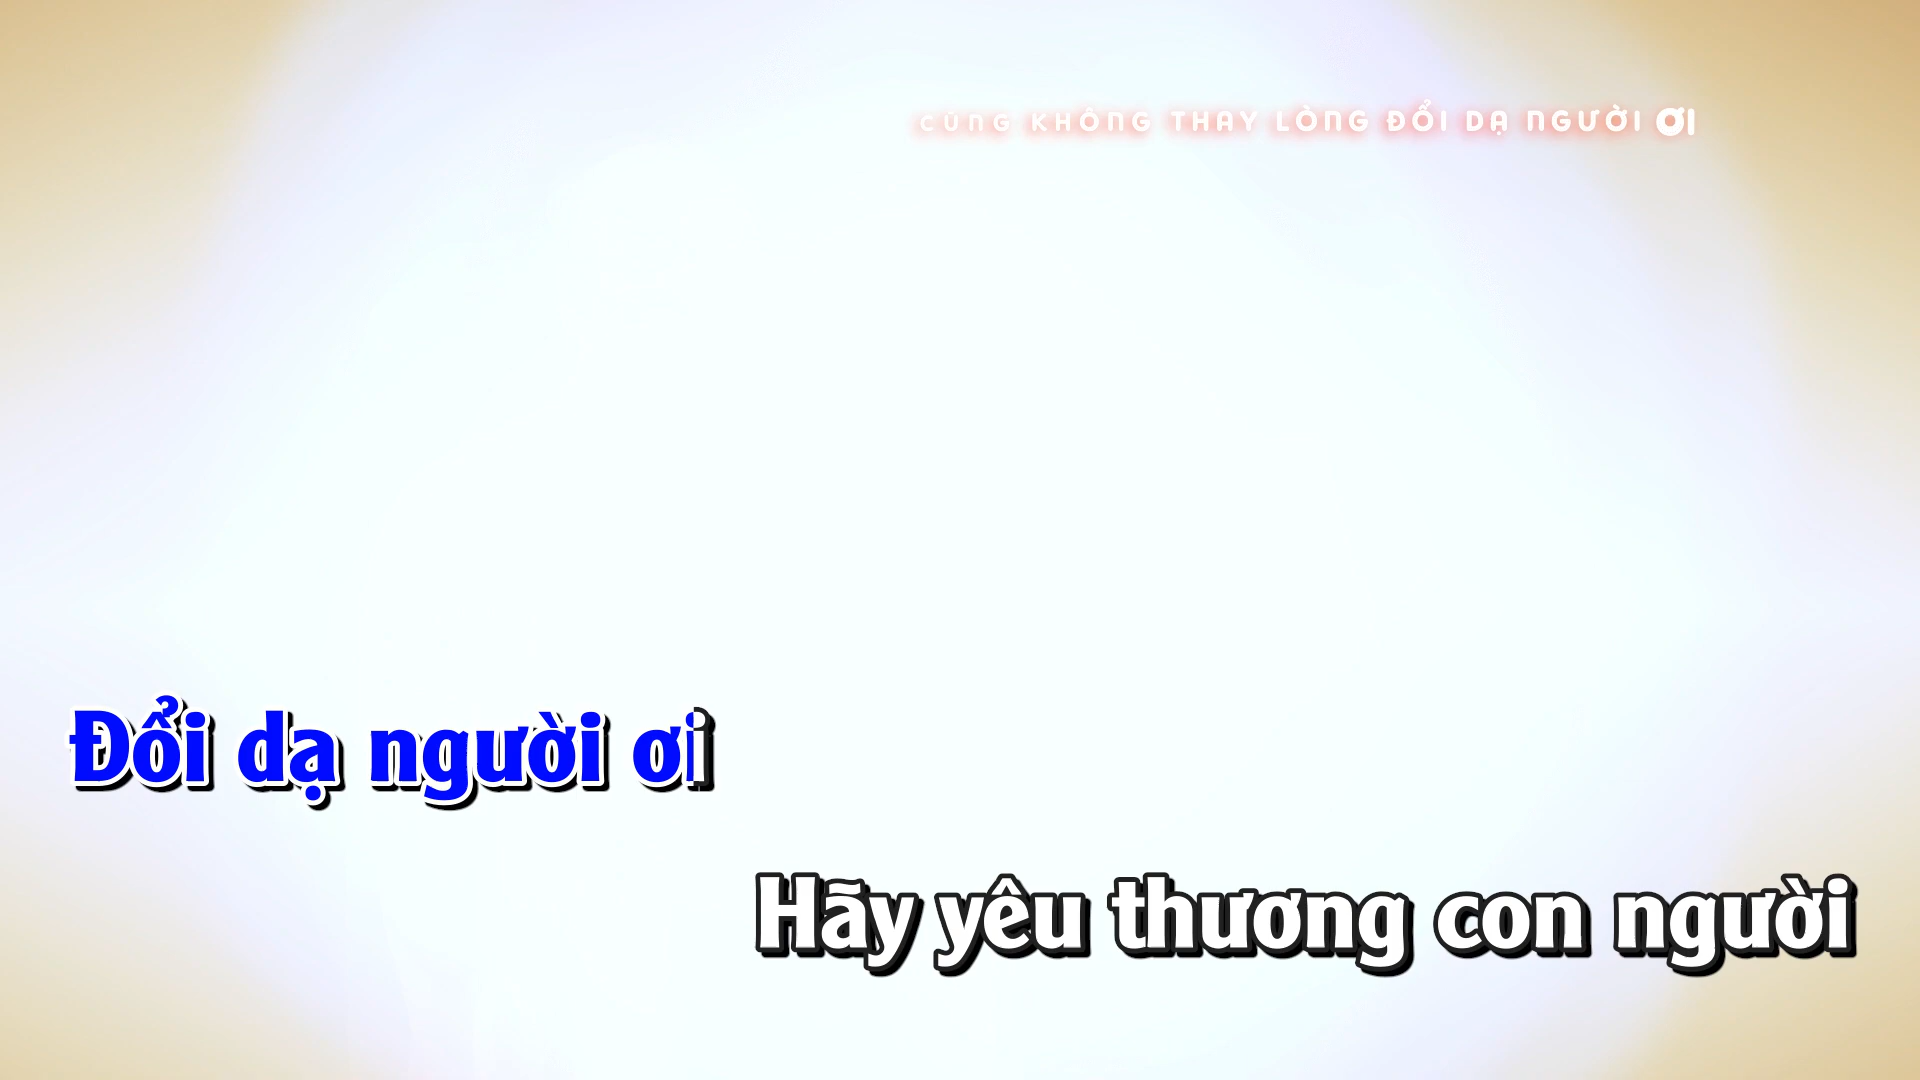 CŨNG KHÔNG THAY LÒNG ĐỔI DẠ NGƯỜI ƠI
Đổi dạ người ơi
Hãy yêu thương con người